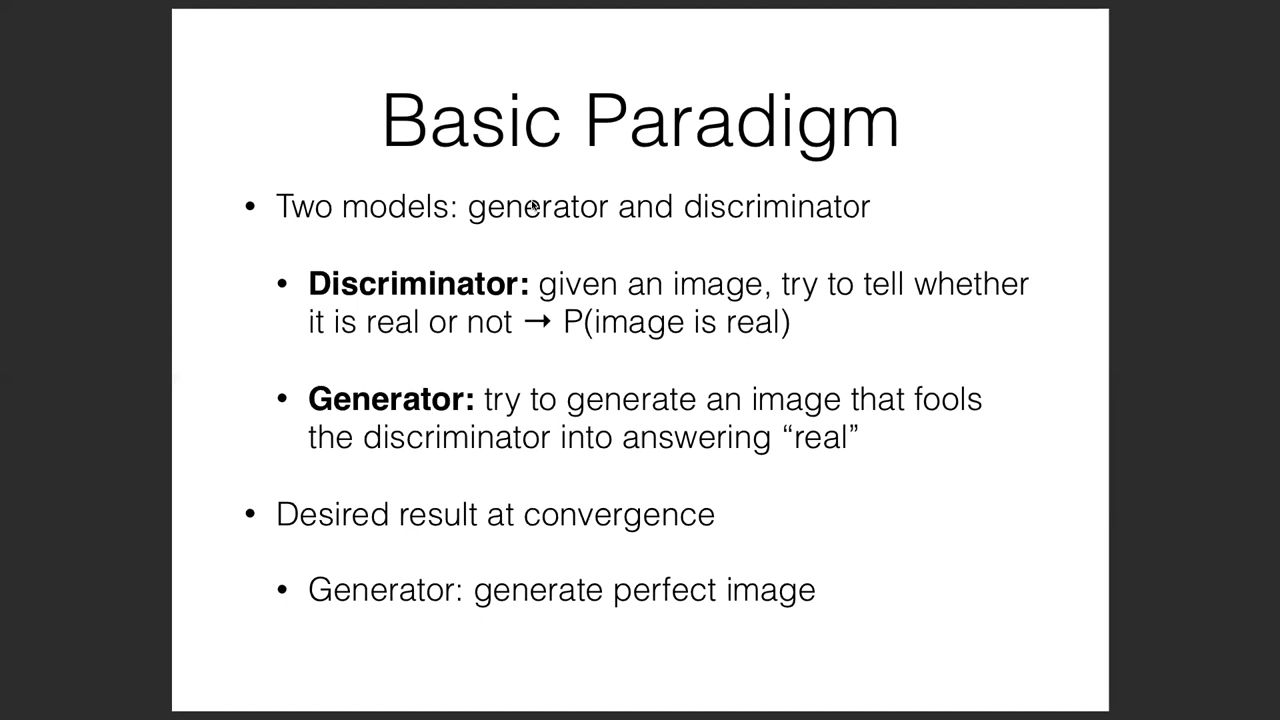 Basic Paradigm
• Two models: generator and discriminator
• Discriminator: given an image, try to tell whether
it is real or not → P(image is real)
• Generator: try to generate an image that fools
the discriminator into answering “real”
• Desired result at convergence
• Generator: generate perfect image